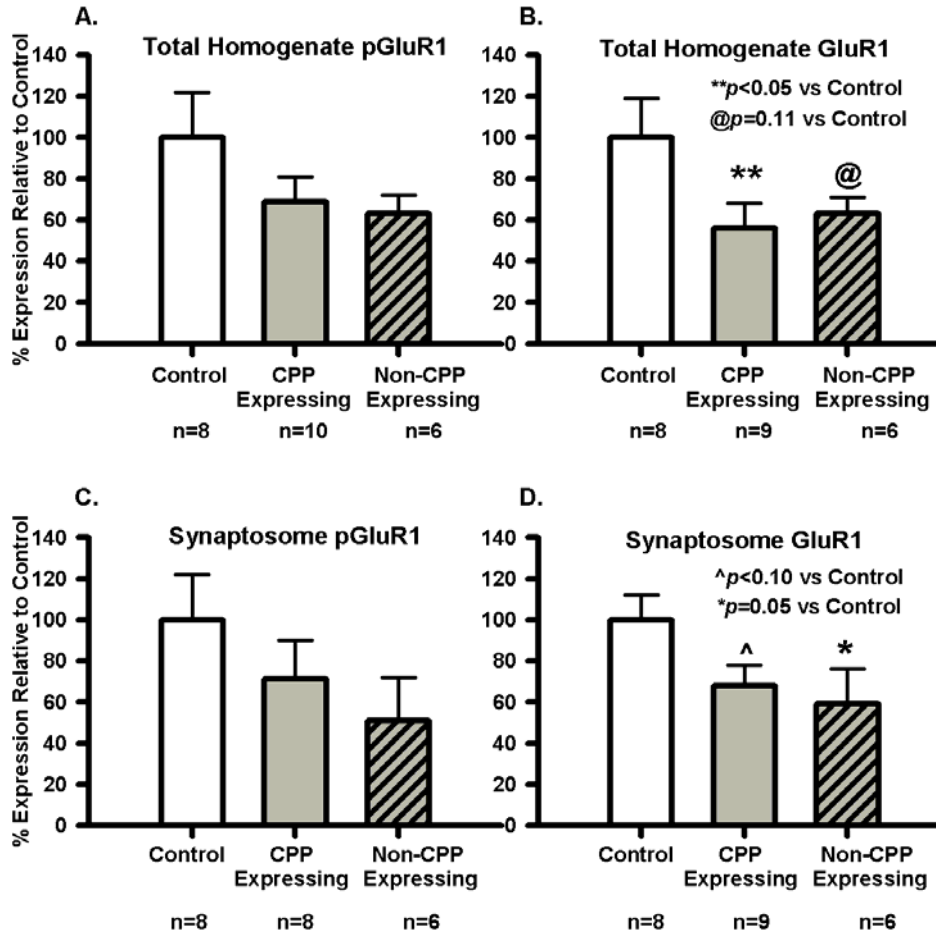 A.
Total Homogenate pGluR1
% Expression Relative to Control
140
120
100
80
60
40
20
0
Control
CPP Expressing
Non-CPP Expressing
n=8
n=10
n=6
B.
Total Homogenate GluR1
**p<0.05 vs Control
@p=0.11 vs Control
140
120
100
80
60
40
20
0
**
@
Control
CPP Expressing
Non-CPP Expressing
n=8
n=9
n=6
C.
Synaptosome pGluR1
% Expression Relative to Control
140
120
100
80
60
40
20
0
Control
CPP Expressing
Non-CPP Expressing
n=8
n=8
n=6
D.
Synaptosome GluR1
^p<0.10 vs Control
*p=0.05 vs Control
140
120
100
80
60
40
20
0
^
*
Control
CPP Expressing
Non-CPP Expressing
n=8
n=9
n=6